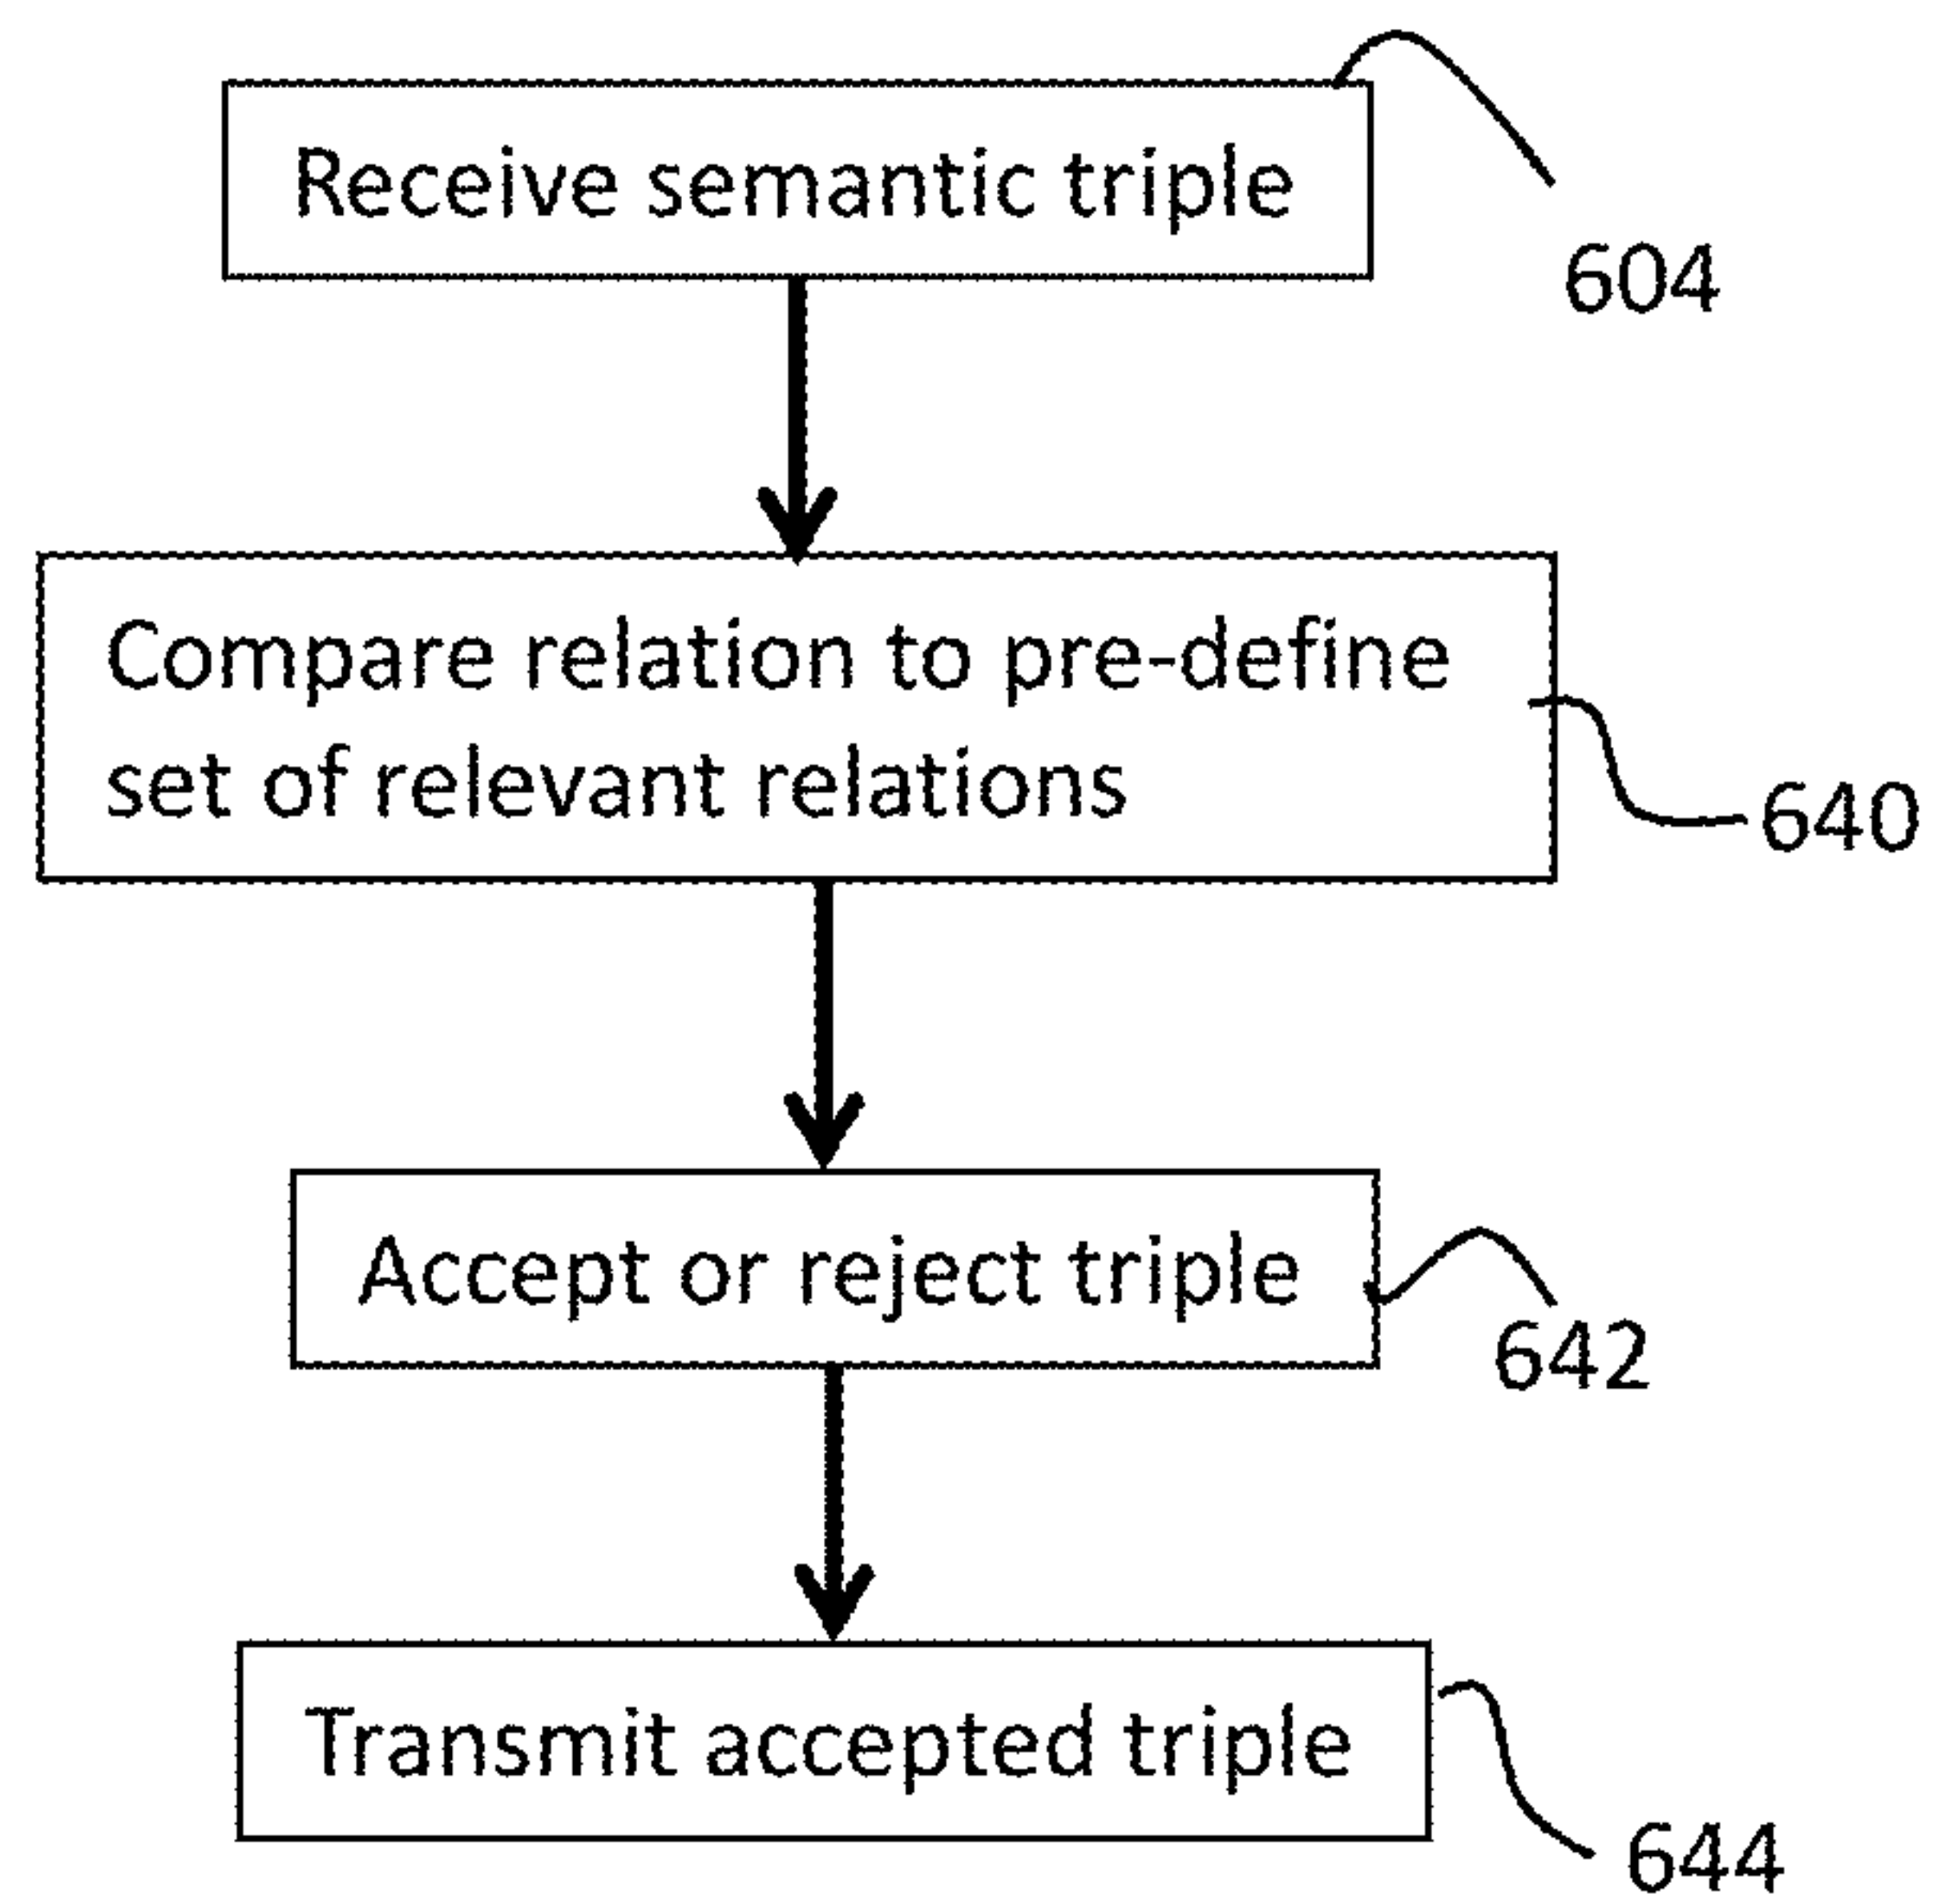 Receive semantic triple
604
Compare relation to pre-define
set of relevant relations
640
Accept or reject triple
642
Transmit accepted triple
644